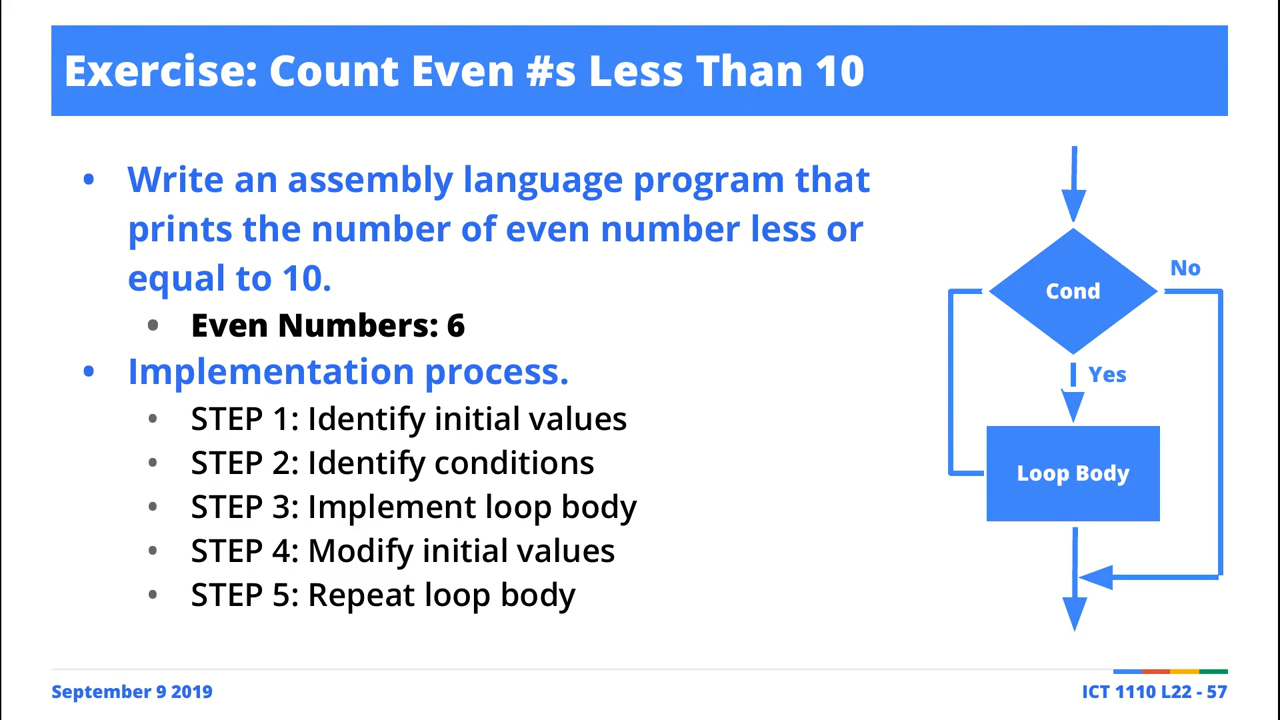 Exercise: Count Even #s Less Than 10
• Write an assembly language program that
prints the number of even number less or
equal to 10.
• Even Numbers: 6
• Implementation process.
• STEP 1: Identify initial values
• STEP 2: Identify conditions
• STEP 3: Implement loop body
• STEP 4: Modify initial values
• STEP 5: Repeat loop body
No
Cond
Yes
Loop Body
September 9 2019
ICT 1110 L22 - 57